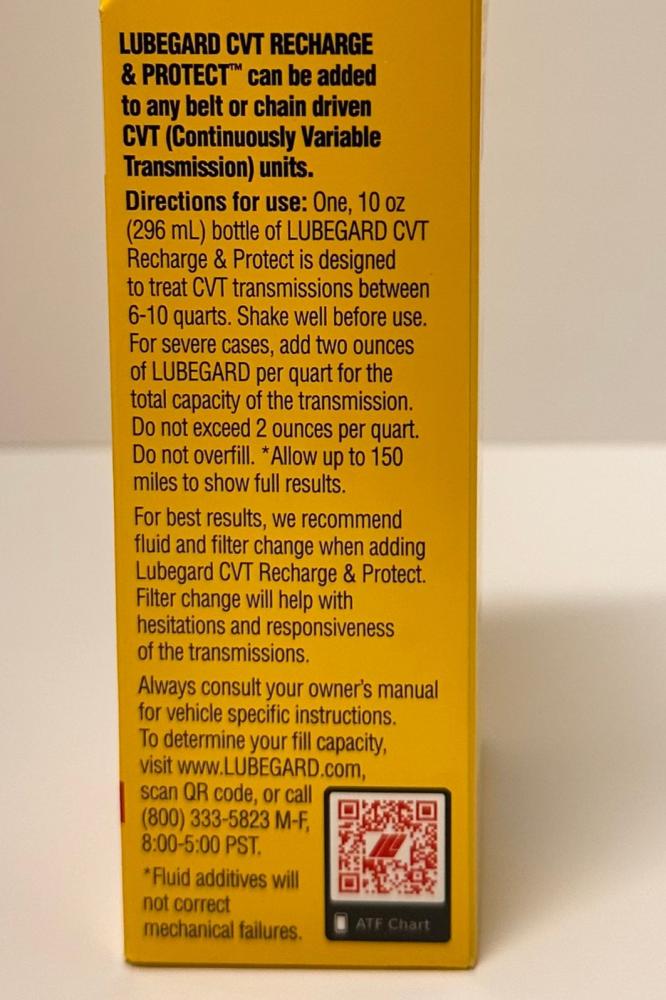 LUBEGARD CVT RECHARGE
& PROTECT™ can be added
to any belt or chain driven
CVT (Continuously Variable
Transmission) units.
Directions for use: One, 10 oz
(296 mL) bottle of LUBEGARD CVT
Recharge & Protect is designed
to treat CVT transmissions between
6-10 quarts. Shake well before use.
For severe cases, add two ounces
of LUBEGARD per quart for the
total capacity of the transmission.
Do not exceed 2 ounces per quart.
Do not overfill. *Allow up to 150
miles to show full results.
For best results, we recommend
fluid and filter change when adding
Lubegard CVT Recharge & Protect.
Filter change will help with
hesitations and responsiveness
of the transmissions.
Always consult your owner's manual
for vehicle specific instructions.
To determine your fill capacity,
visit www.LUBEGARD.com,
scan QR code, or call
(800) 333-5823 M-F,
8:00-5:00 PST.
*Fluid additives will
not correct
mechanical failures.
ATF Chart